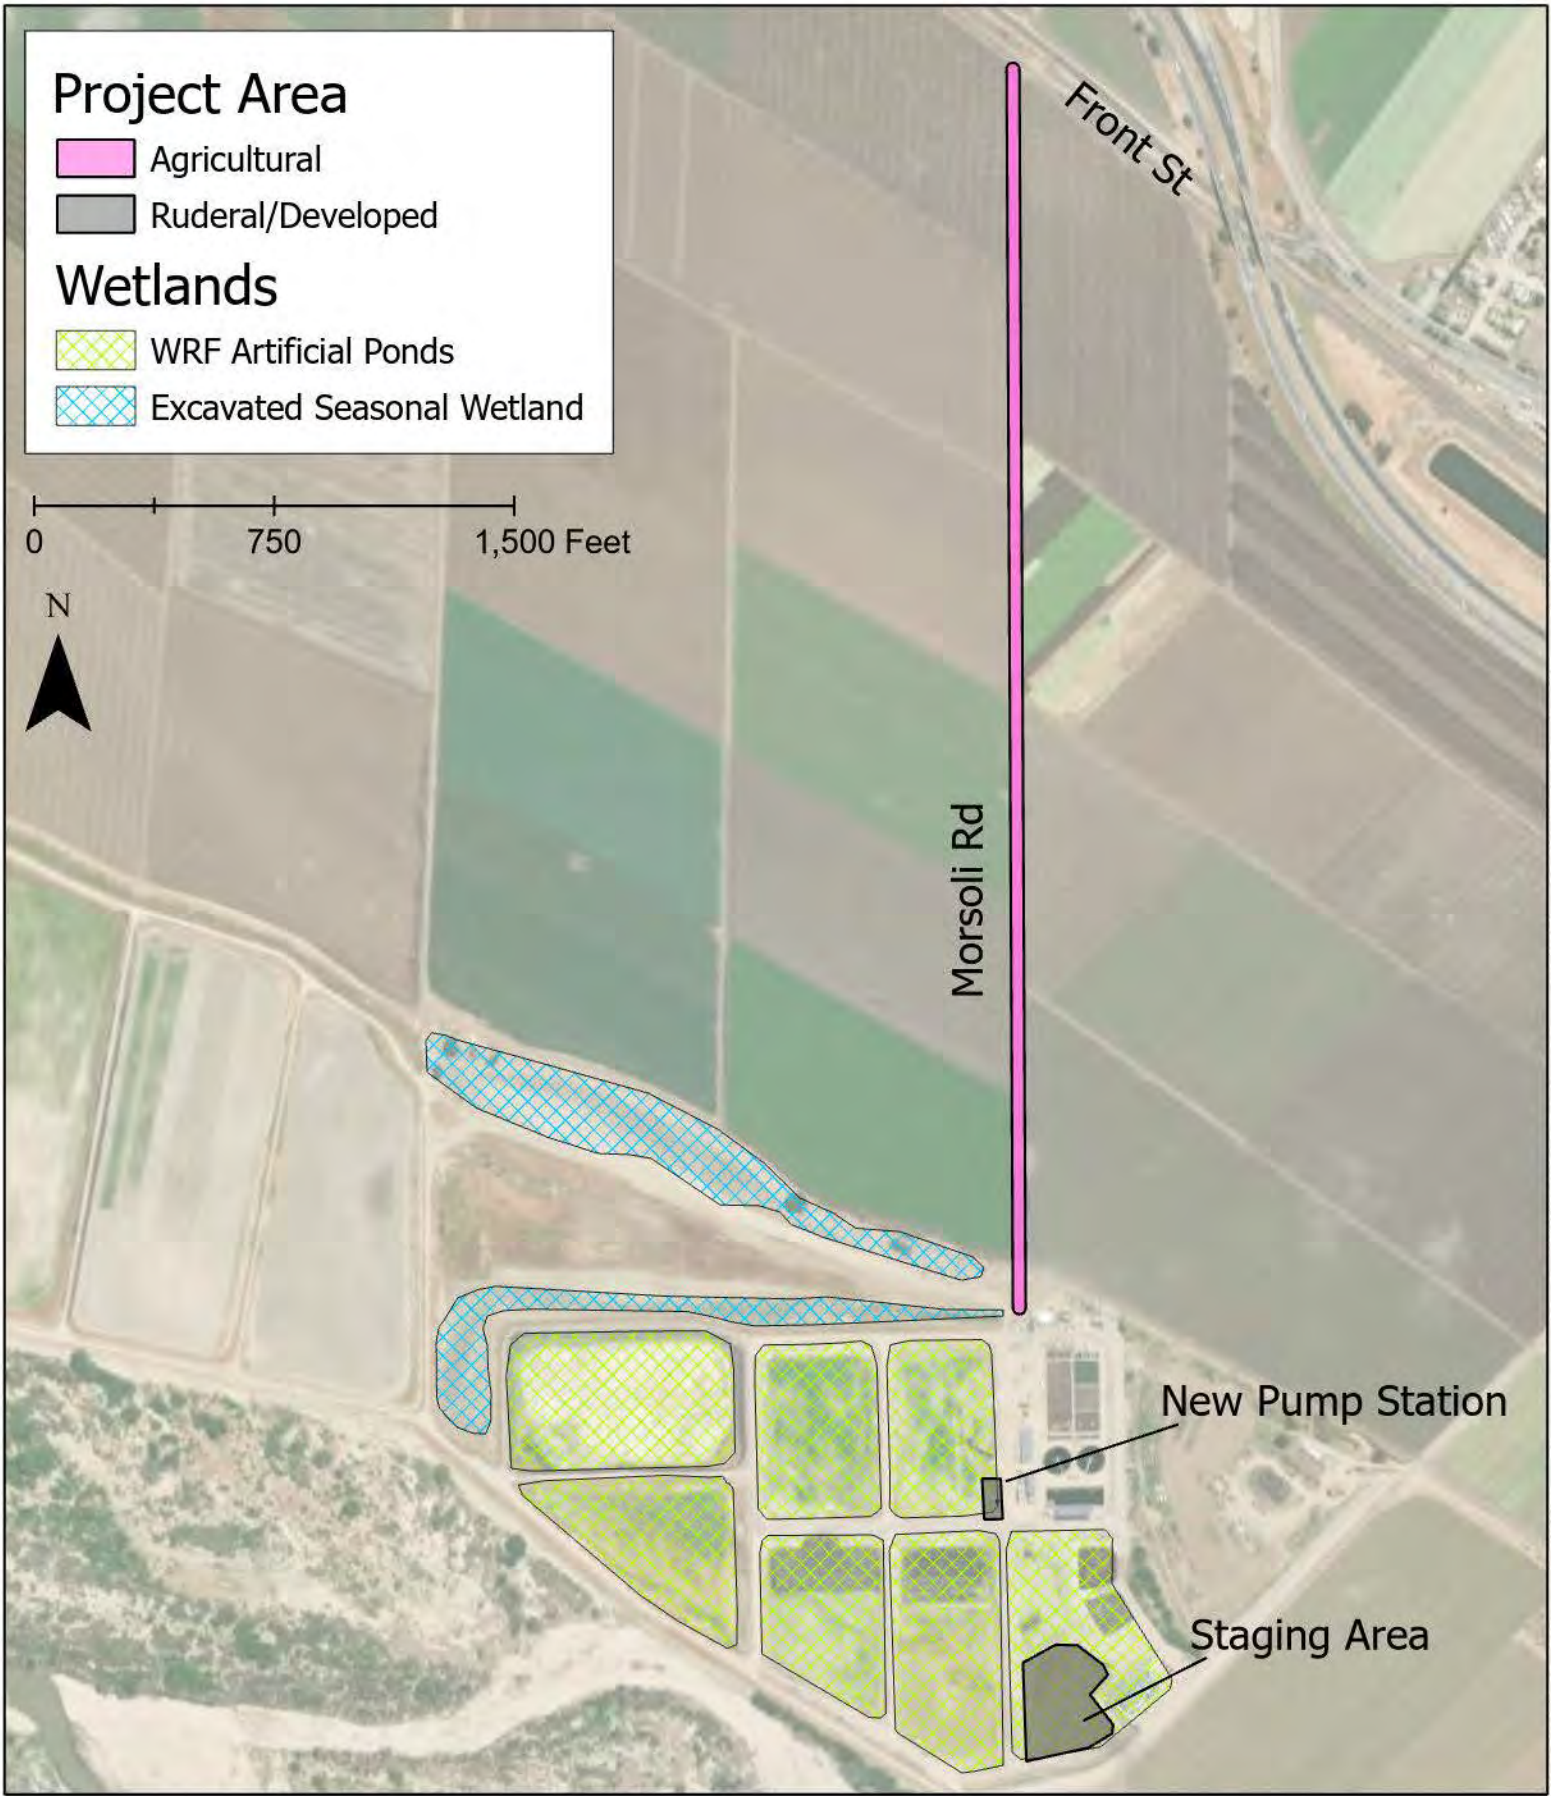 Project Area
Agricultural
Ruderal/Developed
Wetlands
WRF Artificial Ponds
Excavated Seasonal Wetland
0 750 1,500 Feet
N
Front St
Morsoli Rd
New Pump Station
Staging Area